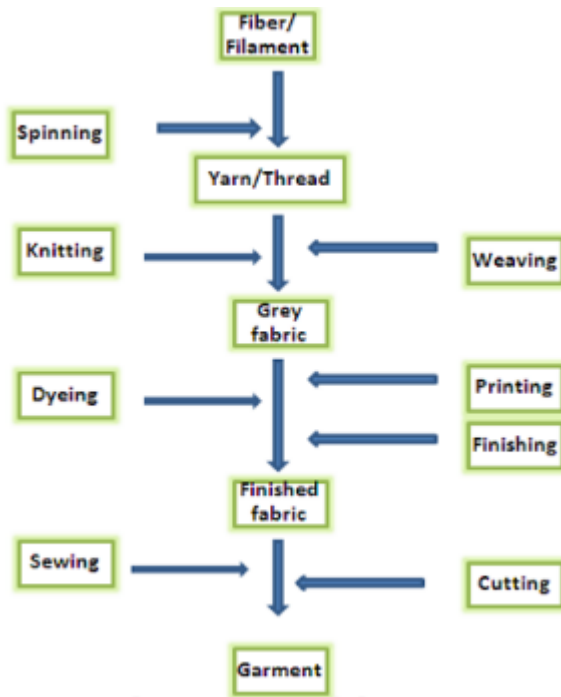 Fiber/
Filament
Spinning
Yarn/Thread
Knitting
Weaving
Grey
fabric
Dyeing
Printing
Finishing
Finished
fabric
Sewing
Cutting
Garment